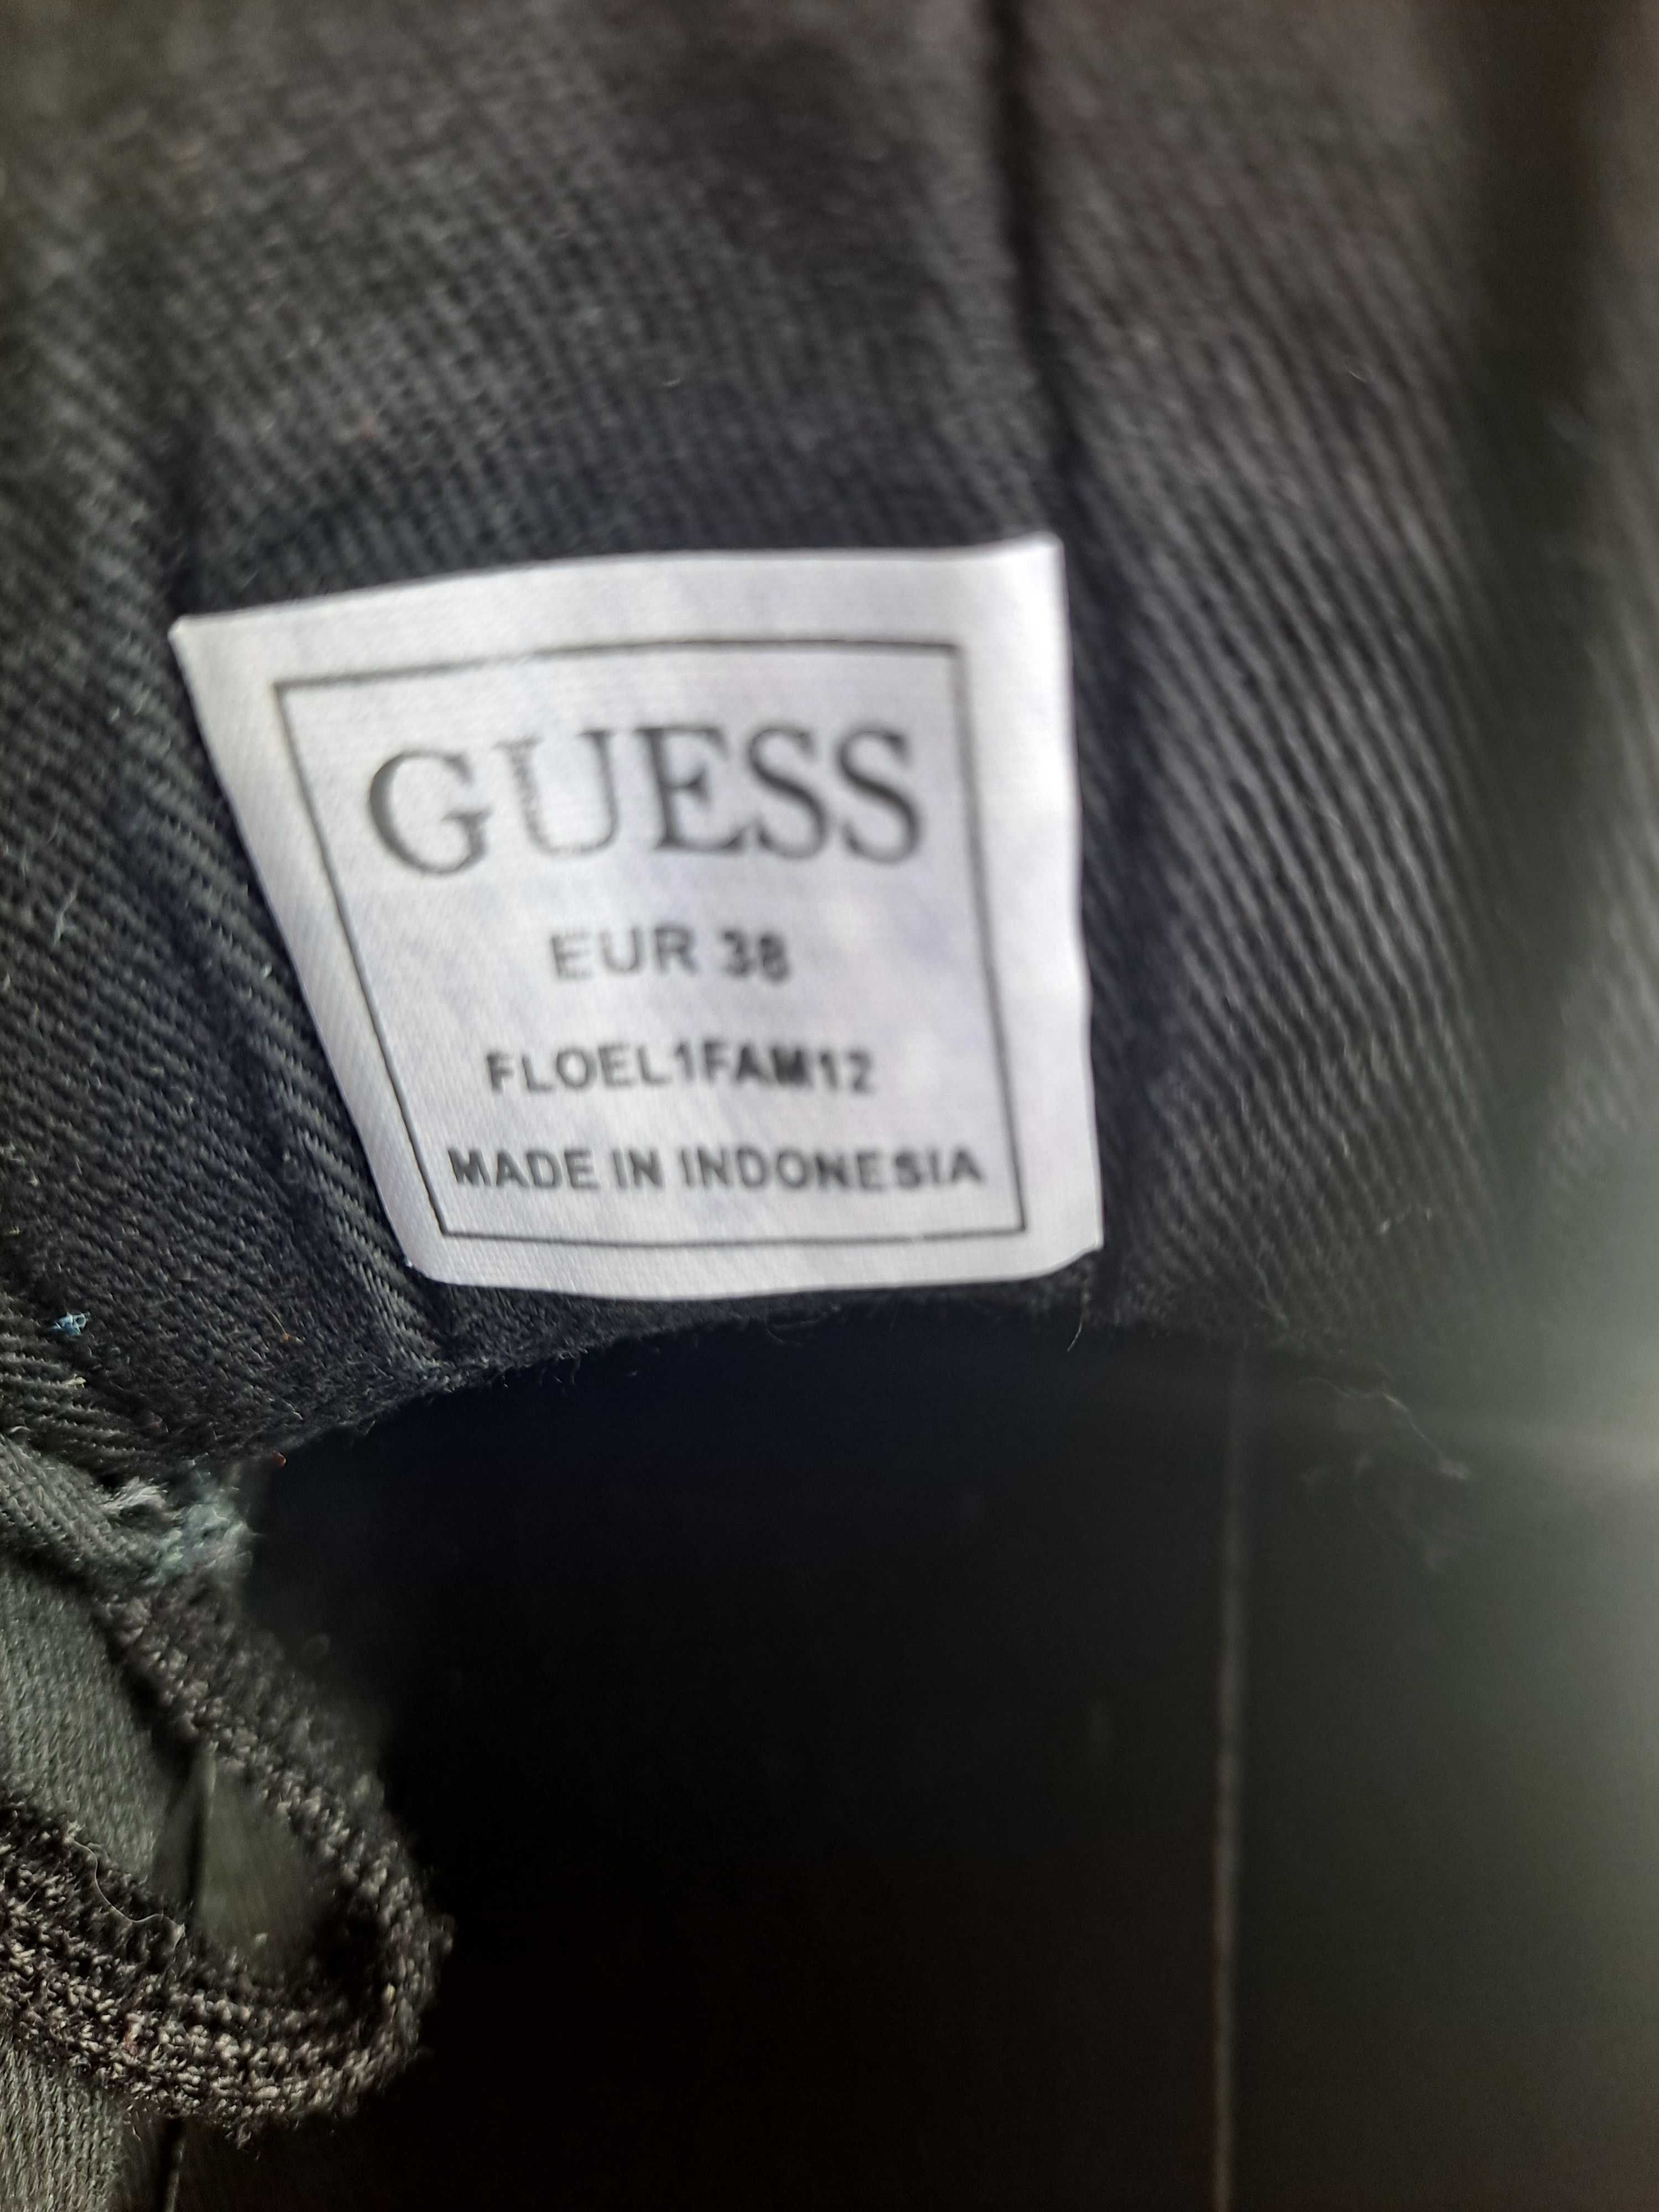 GUESS
EUR 38
FLOEL1FAM12
MADE IN INDONESIA